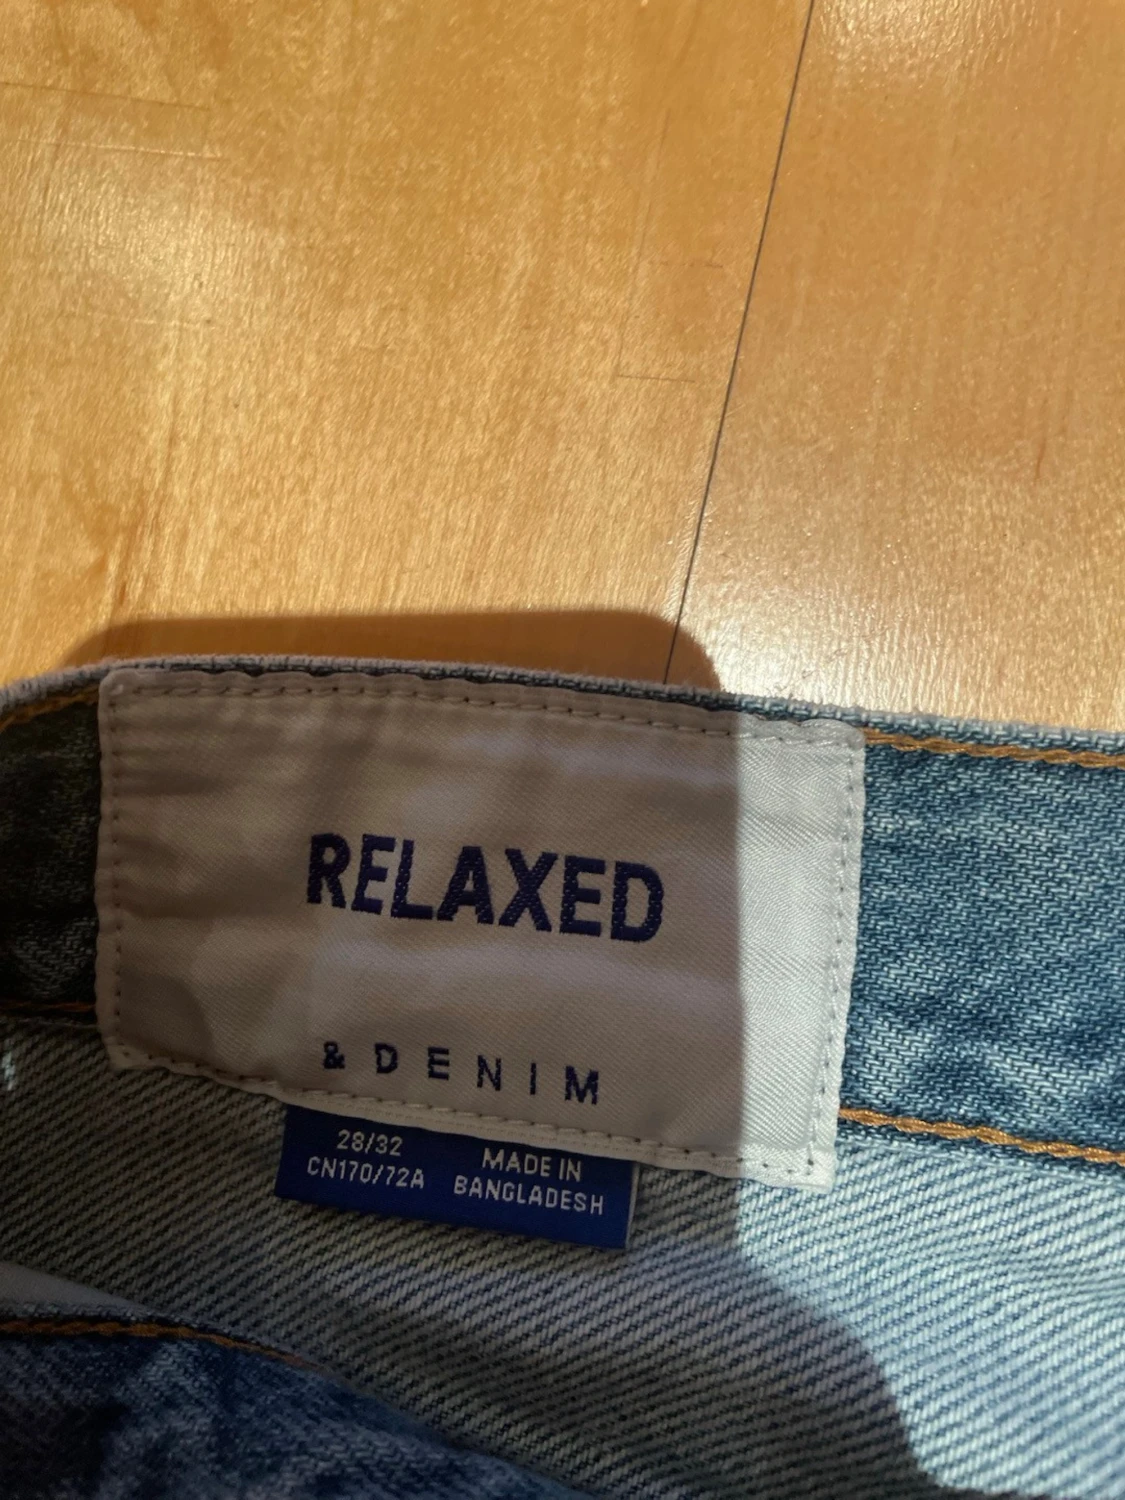 RELAXED
& DENIM
28/32
CN170/72A
MADE IN
BANGLADESH